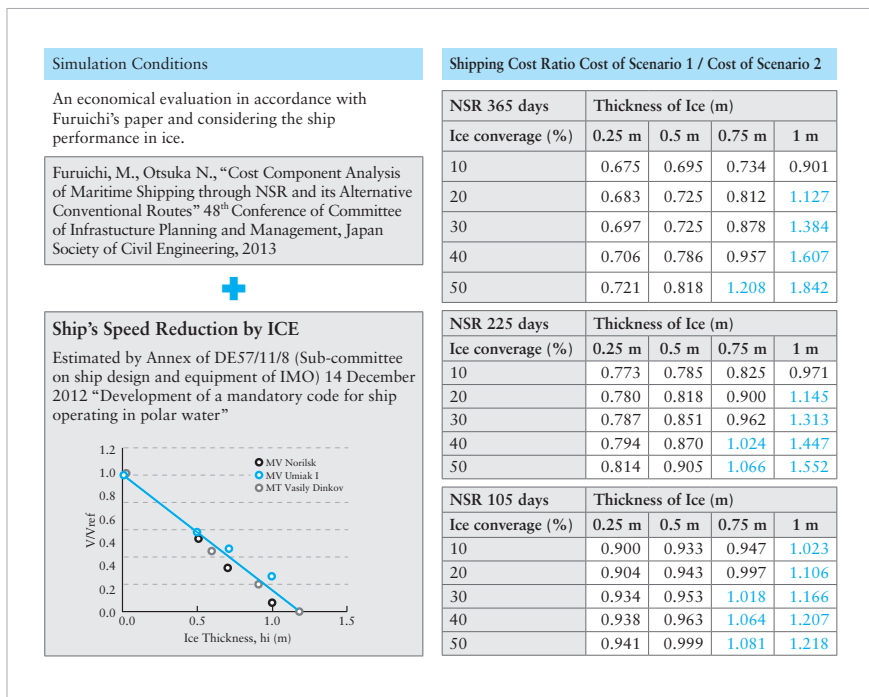 Simulation Conditions
An economical evaluation in accordance with
Furuichi's paper and considering the ship
performance in ice.
Furuichi, M., Otsuka N., “Cost Component Analysis
of Maritime Shipping through NSR and its Alternative
Conventional Routes” 48th Conference of Committee
of Infrastucture Planning and Management, Japan
Society of Civil Engineering, 2013
Ship's Speed Reduction by ICE
Estimated by Annex of DE57/11/8 (Sub-committee
on ship design and equipment of IMO) 14 December
2012 “Development of a mandatory code for ship
operating in polar water”
1.2
1.0
0.8
0.6
0.4
0.4
0.2
0.0
V/Vref
MV Norilsk
MV Umiak I
MT Vasily Dinkov
0.0 0.5 1.0 1.5
Ice Thickness, hi (m)
Shipping Cost Ratio Cost of Scenario 1 / Cost of Scenario 2
NSR 365 days Thickness of Ice (m)
Ice converage (%) 0.25 m 0.5 m 0.75 m 1 m
10 0.675 0.695 0.734 0.901
20 0.683 0.725 0.812 1.127
30 0.697 0.725 0.878 1.384
40 0.706 0.786 0.957 1.607
50 0.721 0.818 1.208 1.842
NSR 225 days Thickness of Ice (m)
Ice converage (%) 0.25 m 0.5 m 0.75 m 1 m
10 0.773 0.785 0.825 0.971
20 0.780 0.818 0.900 1.145
30 0.787 0.851 0.962 1.313
40 0.794 0.870 1.024 1.447
50 0.814 0.905 1.066 1.552
NSR 105 days Thickness of Ice (m)
Ice converage (%) 0.25 m 0.5 m 0.75 m 1 m
10 0.900 0.933 0.947 1.023
20 0.904 0.943 0.997 1.106
30 0.934 0.953 1.018 1.166
40 0.938 0.963 1.064 1.207
50 0.941 0.999 1.081 1.218